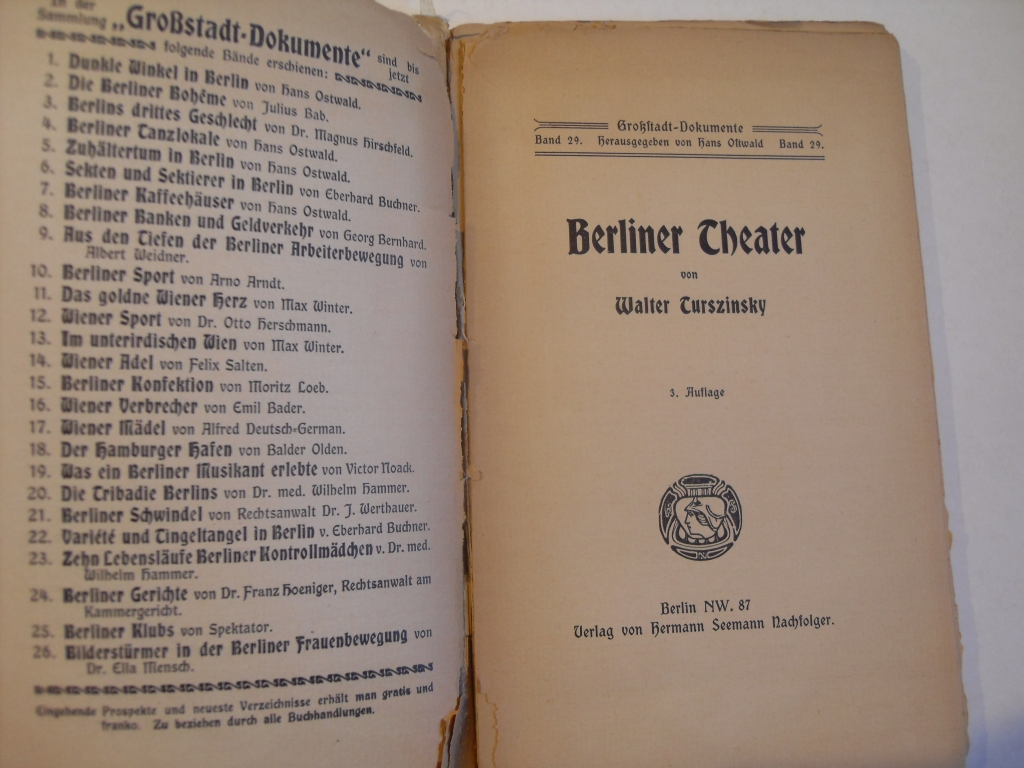 In der
Sammlung „Großstadt-Dokumente“ sind bis
jetzt
folgende Bände erschienen:
1. Dunkle Winkel in Berlin von Hans Ostwald.
2. Die Berliner Bohême von Julius Bab.
3. Berlins drittes Geschlecht von Dr. Magnus Hirschfeld.
4. Berliner Tanzlokale von Hans Ostwald.
5. Zuhältertum in Berlin von Hans Ostwald.
6. Sekten und Sektierer in Berlin von Eberhard Buchner.
7. Berliner Kaffeehäuser von Hans Ostwald.
8. Berliner Banken und Geldverkehr von Georg Bernhard.
9. Aus den Tiefen der Berliner Arbeiterbewegung von
Albert Weidner.
10. Berliner Sport von Arno Arndt.
11. Das goldne Wiener Herz von Max Winter.
12. Wiener Sport von Dr. Otto Herschmann.
13. Im unterirdischen Wien von Max Winter.
14. Wiener Adel von Felix Salten.
15. Berliner Konfektion von Moritz Loeb.
16. Wiener Verbrecher von Emil Bader.
17. Wiener Mädel von Alfred Deutsch-German.
18. Der Hamburger Hafen von Balder Olden.
19. Was ein Berliner Musikant erlebte von Victor Noack.
20. Die Tribadie Berlins von Dr. med. Wilhelm Hammer.
21. Berliner Schwindel von Rechtsanwalt Dr. J. Werthauer.
22. Variété und Tingeltangel in Berlin v. Eberhard Buchner.
23. Zehn Lebensläufe Berliner Kontrollmädchen v. Dr. med.
Wilhelm Hammer.
24. Berliner Gerichte von Dr. Franz Hoeniger, Rechtsanwalt am
Kammergericht.
25. Berliner Klubs von Spektator.
26. Bilderstürmer in der Berliner Frauenbewegung von
Dr. Ella Mensch.
Eingehende Prospekte und neueste Verzeichnisse erhält man gratis und
franko. Zu beziehen durch alle Buchhandlungen.
Großstadt-Dokumente
Band 29. Herausgegeben von Hans Ostwald Band 29.
Berliner Theater
von
Walter Turszinsky
3. Auflage
Berlin NW. 87
Verlag von Hermann Seemann Nachfolger.